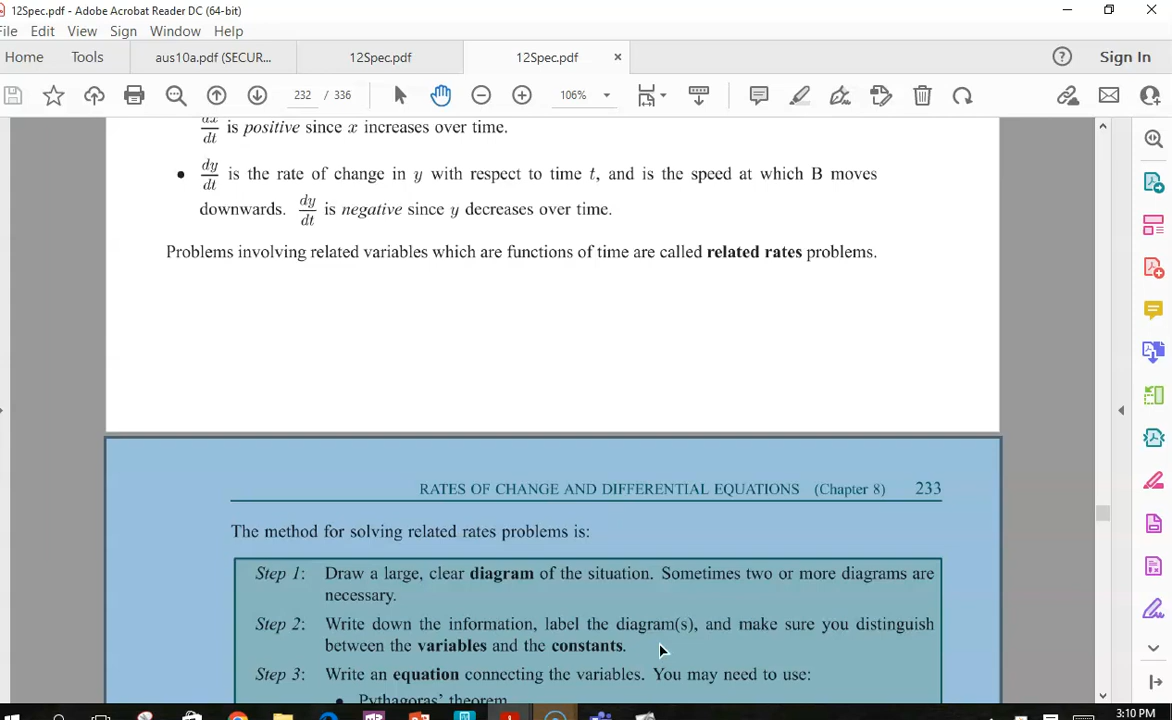 12Spec.pdf - Adobe Acrobat Reader DC (64-bit)
File Edit View Sign Window Help
Home Tools aus10a.pdf (SECUR... 12Spec.pdf 12Spec.pdf × Sign In
232 / 336 106%
dx/dt is positive since x increases over time.
• dy/dt is the rate of change in y with respect to time t, and is the speed at which B moves
downwards. dy/dt is negative since y decreases over time.
Problems involving related variables which are functions of time are called related rates problems.
RATES OF CHANGE AND DIFFERENTIAL EQUATIONS (Chapter 8) 233
The method for solving related rates problems is:
Step 1: Draw a large, clear diagram of the situation. Sometimes two or more diagrams are
necessary.
Step 2: Write down the information, label the diagram(s), and make sure you distinguish
between the variables and the constants.
Step 3: Write an equation connecting the variables. You may need to use:
• Pythagoras' theorem
3:10 PM